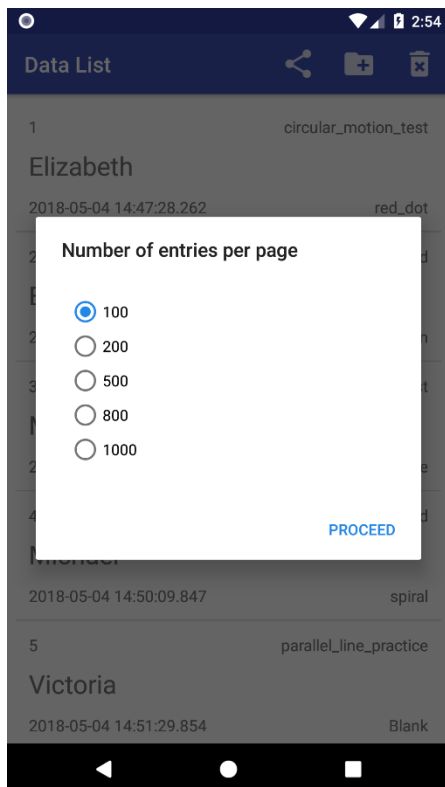 2:54
Data List
1 circular_motion_test
Elizabeth
2018-05-04 14:47:28.262 red_dot
Number of entries per page
100
200
500
800
1000
PROCEED
2018-05-04 14:50:09.847 spiral
5 parallel_line_practice
Victoria
2018-05-04 14:51:29.854 Blank